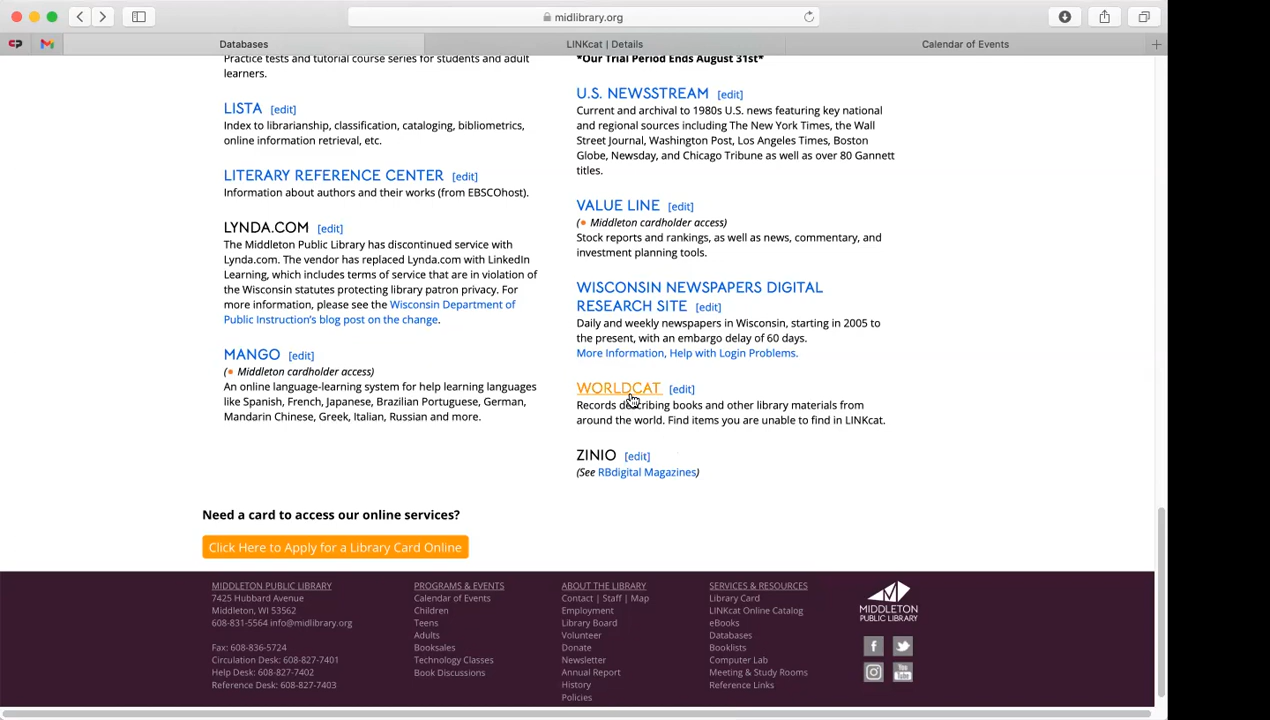 midlibrary.org
Databases
LINKcat | Details
Calendar of Events
Practice tests and tutorial course series for students and adult
learners.
LISTA [edit]
Index to librarianship, classification, cataloging, bibliometrics,
online information retrieval, etc.
LITERARY REFERENCE CENTER [edit]
Information about authors and their works (from EBSCOhost).
LYNDA.COM [edit]
The Middleton Public Library has discontinued service with
Lynda.com. The vendor has replaced Lynda.com with LinkedIn
Learning, which includes terms of service that are in violation of
the Wisconsin statutes protecting library patron privacy. For
more information, please see the Wisconsin Department of
Public Instruction's blog post on the change.
MANGO [edit]
( Middleton cardholder access)
An online language-learning system for help learning languages
like Spanish, French, Japanese, Brazilian Portuguese, German,
Mandarin Chinese, Greek, Italian, Russian and more.
*Our Trial Period Ends August 31st*
U.S. NEWSSTREAM [edit]
Current and archival to 1980s U.S. news featuring key national
and regional sources including The New York Times, the Wall
Street Journal, Washington Post, Los Angeles Times, Boston
Globe, Newsday, and Chicago Tribune as well as over 80 Gannett
titles.
VALUE LINE [edit]
( Middleton cardholder access)
Stock reports and rankings, as well as news, commentary, and
investment planning tools.
WISCONSIN NEWSPAPERS DIGITAL
RESEARCH SITE [edit]
Daily and weekly newspapers in Wisconsin, starting in 2005 to
the present, with an embargo delay of 60 days.
More Information, Help with Login Problems.
WORLDCAT [edit]
Records describing books and other library materials from
around the world. Find items you are unable to find in LINKcat.
ZINIO [edit]
(See RBdigital Magazines)
Need a card to access our online services?
Click Here to Apply for a Library Card Online
MIDDLETON PUBLIC LIBRARY
7425 Hubbard Avenue
Middleton, WI 53562
608-831-5564 info@midlibrary.org
Fax: 608-836-5724
Circulation Desk: 608-827-7401
Help Desk: 608-827-7402
Reference Desk: 608-827-7403
PROGRAMS & EVENTS
Calendar of Events
Children
Teens
Adults
Booksales
Technology Classes
Book Discussions
ABOUT THE LIBRARY
Contact | Staff | Map
Employment
Library Board
Volunteer
Donate
Newsletter
Annual Report
History
Policies
SERVICES & RESOURCES
Library Card
LINKcat Online Catalog
eBooks
Databases
Booklists
Computer Lab
Meeting & Study Rooms
Reference Links
MIDDLETON
PUBLIC LIBRARY
You
Tube